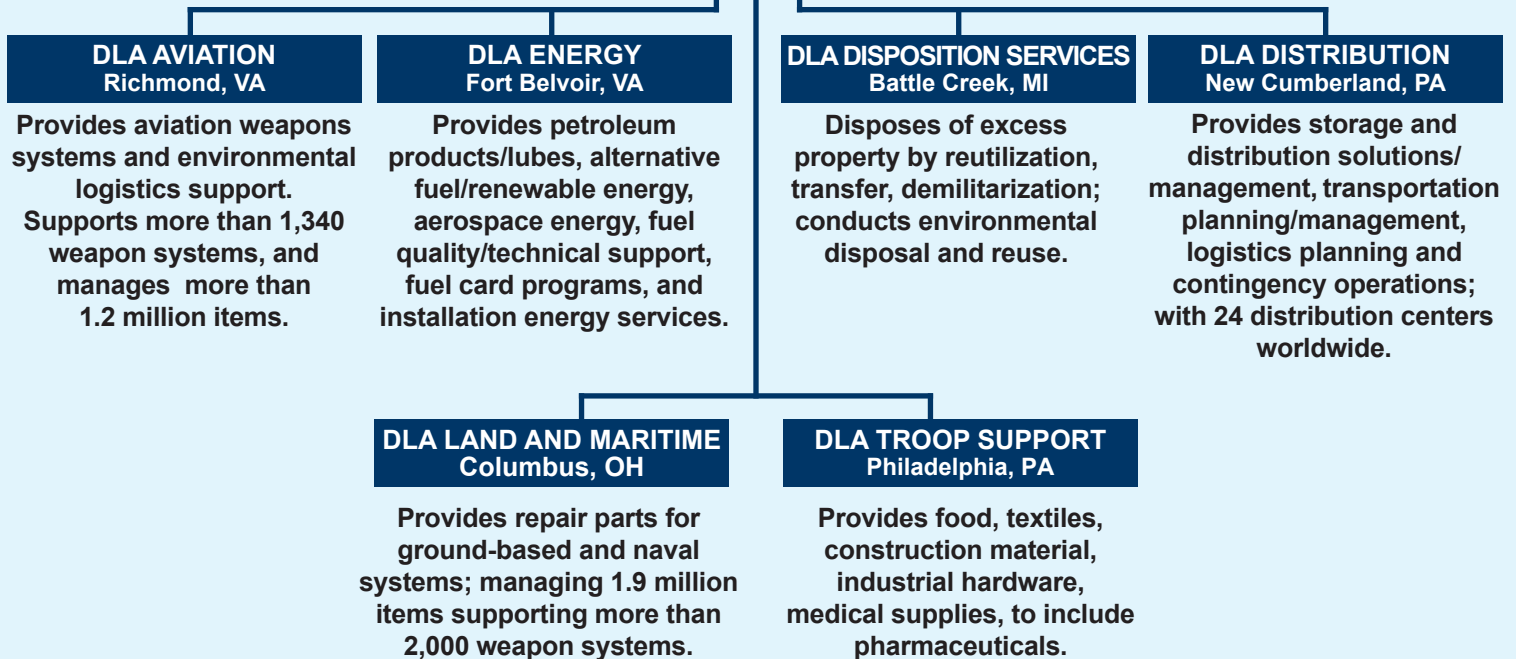 DLA AVIATION
Richmond, VA
Provides aviation weapons
systems and environmental
logistics support.
Supports more than 1,340
weapon systems, and
manages more than
1.2 million items.
DLA ENERGY
Fort Belvoir, VA
Provides petroleum
products/lubes, alternative
fuel/renewable energy,
aerospace energy, fuel
quality/technical support,
fuel card programs, and
installation energy services.
DLA DISPOSITION SERVICES
Battle Creek, MI
Disposes of excess
property by reutilization,
transfer, demilitarization;
conducts environmental
disposal and reuse.
DLA DISTRIBUTION
New Cumberland, PA
Provides storage and
distribution solutions/
management, transportation
planning/management,
logistics planning and
contingency operations;
with 24 distribution centers
worldwide.
DLA LAND AND MARITIME
Columbus, OH
Provides repair parts for
ground-based and naval
systems; managing 1.9 million
items supporting more than
2,000 weapon systems.
DLA TROOP SUPPORT
Philadelphia, PA
Provides food, textiles,
construction material,
industrial hardware,
medical supplies, to include
pharmaceuticals.